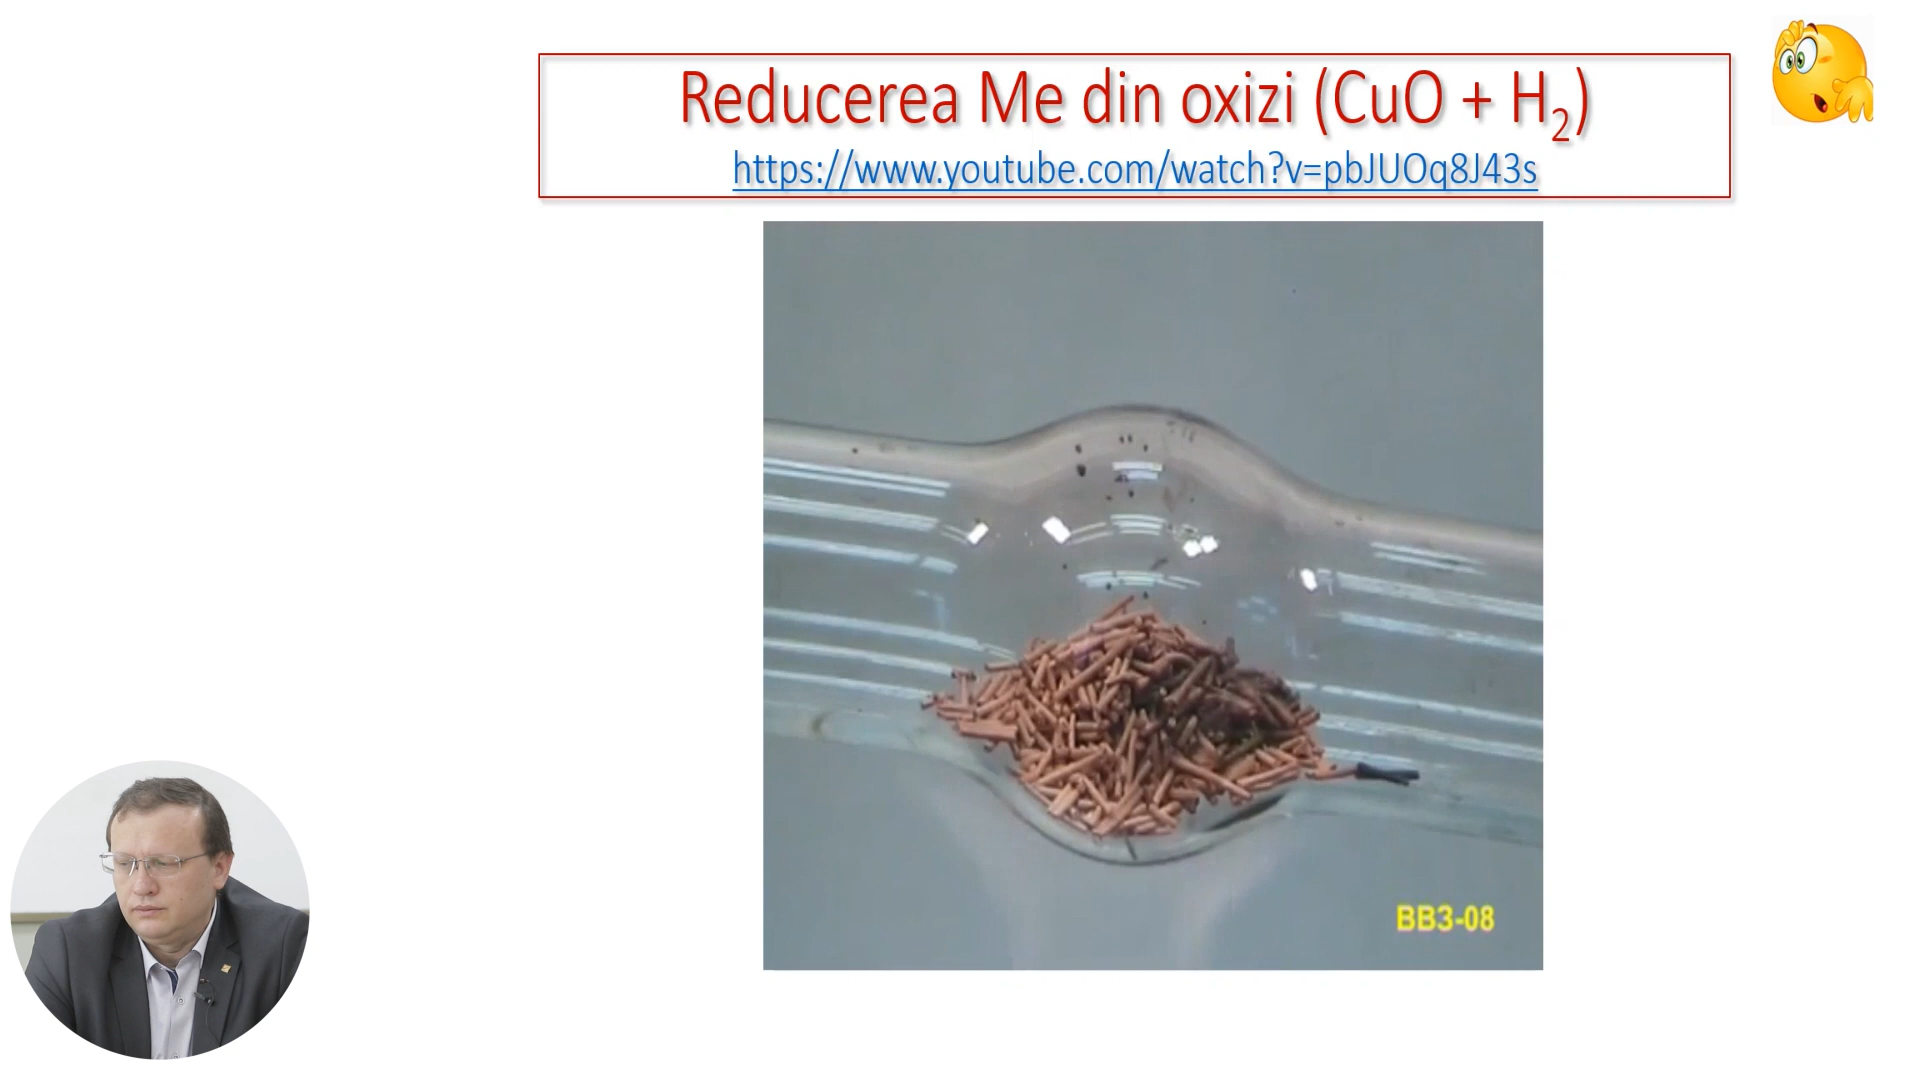 Reducerea Me din oxizi (CuO + H₂)
https://www.youtube.com/watch?v=pbJUOq8J43s
BB3-08